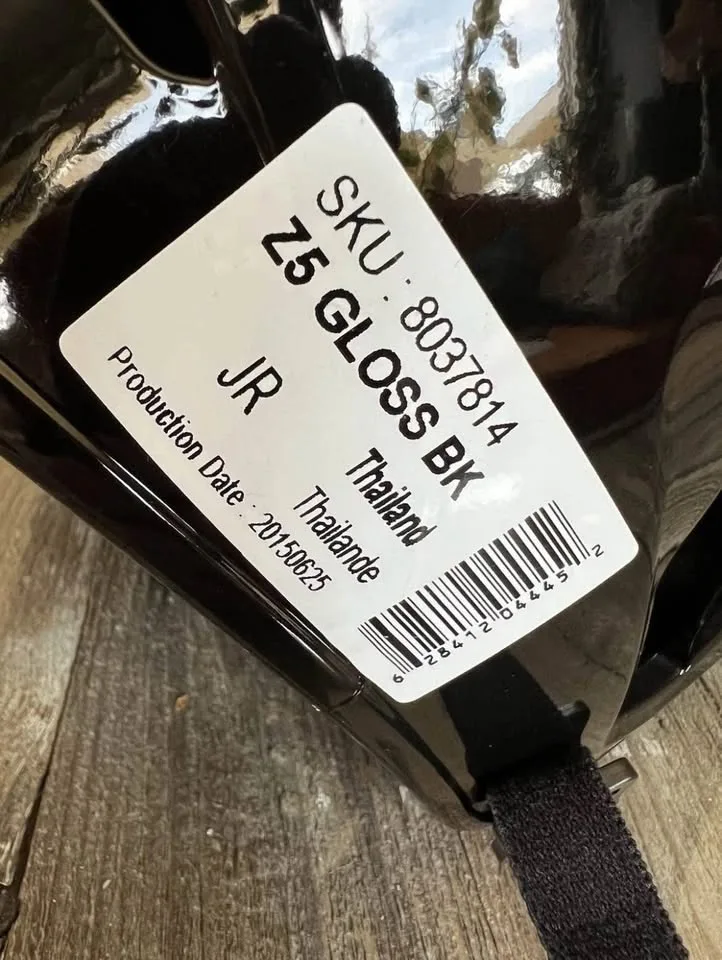 SKU : 8037814
Z5 GLOSS BK
JR
Thailand
Thailande
Production Date : 20150625
6 28412 04445 2